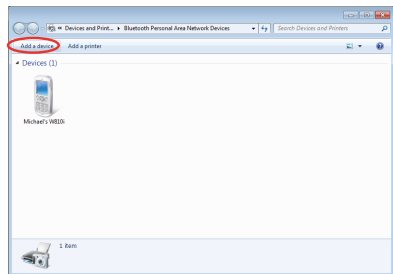 « Devices and Print... ▸ Bluetooth Personal Area Network Devices
Search Devices and Printers
Add a device Add a printer
Devices (1)
Michael's W810i
1 item